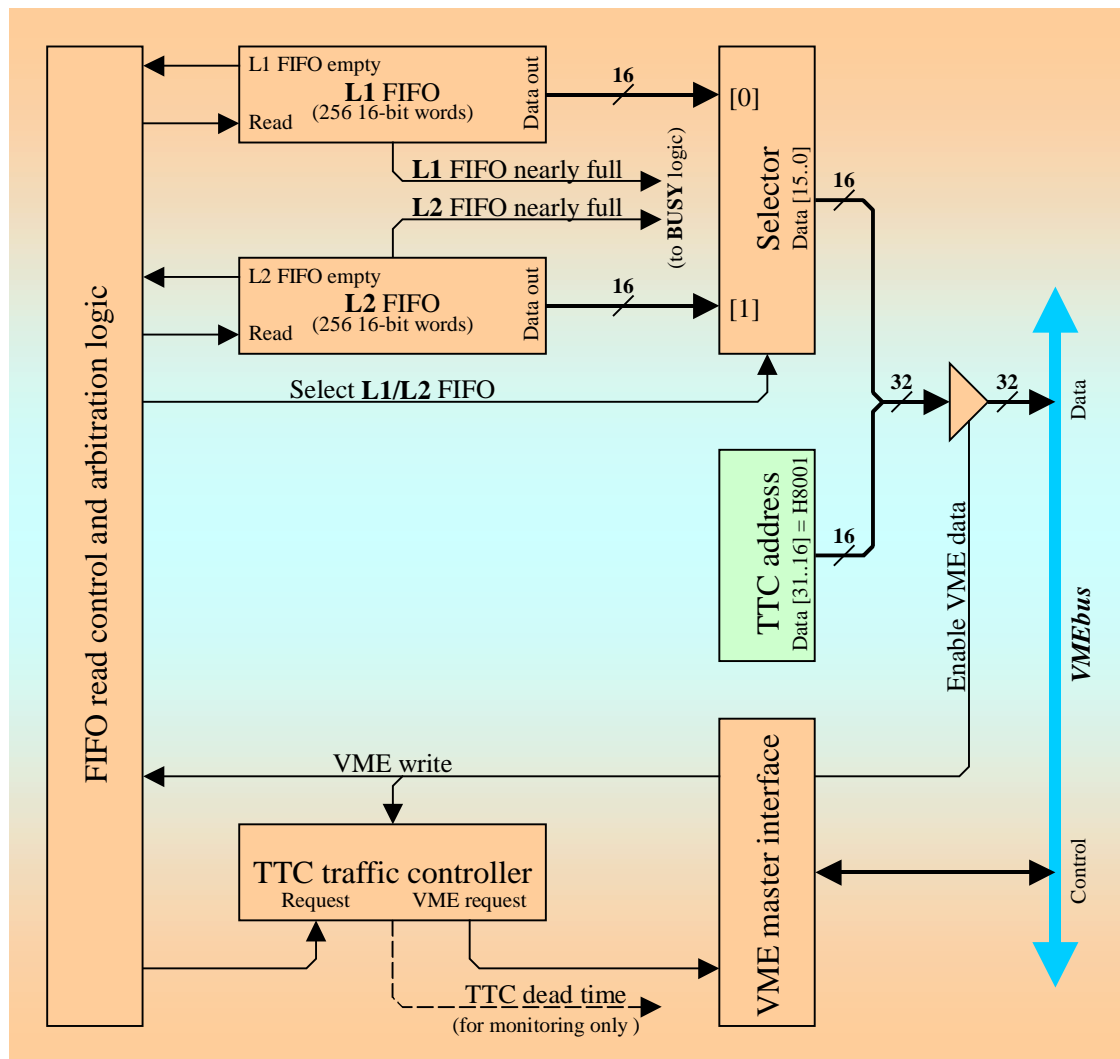 FIFO read control and arbitration logic
L1 FIFO empty
L1 FIFO
(256 16-bit words)
Read
Data out
16
L1 FIFO nearly full
L2 FIFO nearly full
(to BUSY logic)
L2 FIFO empty
L2 FIFO
(256 16-bit words)
Read
Data out
16
Select L1/L2 FIFO
[0]
[1]
Selector
Data [15..0]
16
32
32
Data
TTC address
Data [31..16] = H8001
16
Enable VME data
VMEbus
VME write
TTC traffic controller
Request
VME request
TTC dead time
(for monitoring only )
VME master interface
Control